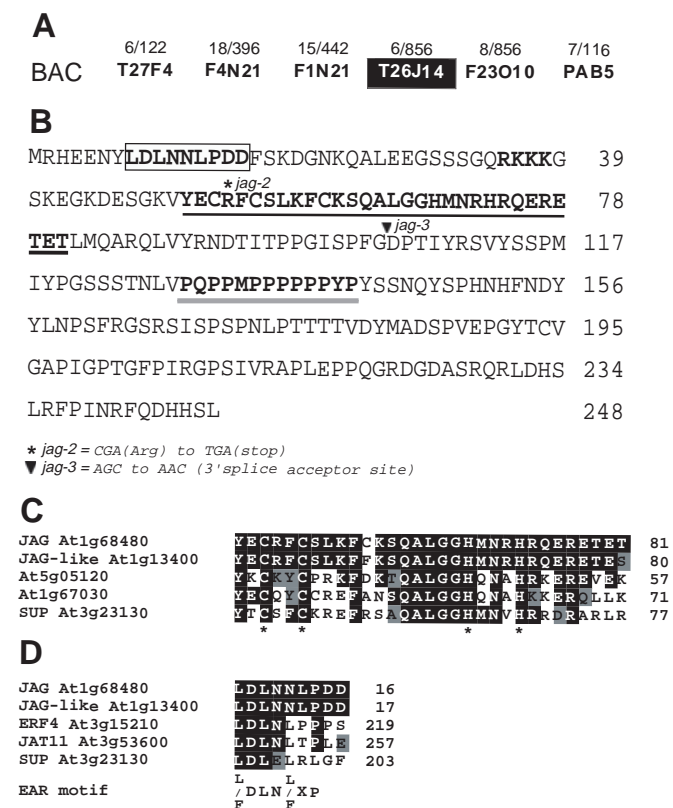 A
6/122 18/396 15/442 6/856 8/856 7/116
BAC T27F4 F4N21 F1N21 T26J14 F23O10 PAB5
B
MRHEENYLDLNNLPDDFSKDGNKQALEEGSSSGQRKKKG 39
* jag-2
SKEGKDESGKVYECRFCSLKFCKSQALGGHMNRHRQERE 78
▼ jag-3
TETLMQARQLVYRNDTITPPGISPFGDPTIYRSVYSSPM 117
IYPGSSSTNLVPQPPMPPPPPPYPYSSNQYSPHNHFNDY 156
YLNPSFRGSRSISPSPNLPTTTTVDYMADSPVEPGYTCV 195
GAPIGPTGFPIRGPSIVRAPLEPPQGRDGDASRQRLDHS 234
LRFPINRFQDHHSL 248
* jag-2 = CGA(Arg) to TGA(stop)
▼ jag-3 = AGC to AAC (3'splice acceptor site)
C
JAG At1g68480 YECRFCSLKFCKSQALGGHMNRHRQERETET 81
JAG-like At1g13400 YECRFCSLKFFKSQALGGHMNRHRQERETES 80
At5g05120 YKCKYCPRKFDKTQALGGHQNAHRKEREVEK 57
At1g67030 YECQYCCREFANSQALGGHQNAHKKERQLLK 71
SUP At3g23130 YTCSFCKREFRSAQALGGHMNVHRRDRARLR 77
* * * *
D
JAG At1g68480 LDLNNLPDD 16
JAG-like At1g13400 LDLNNLPDD 17
ERF4 At3g15210 LDLNLPPPS 219
JAT11 At3g53600 LDLNLTPLE 257
SUP At3g23130 LDLELRLGF 203
L L
EAR motif / DLN / XP
F F